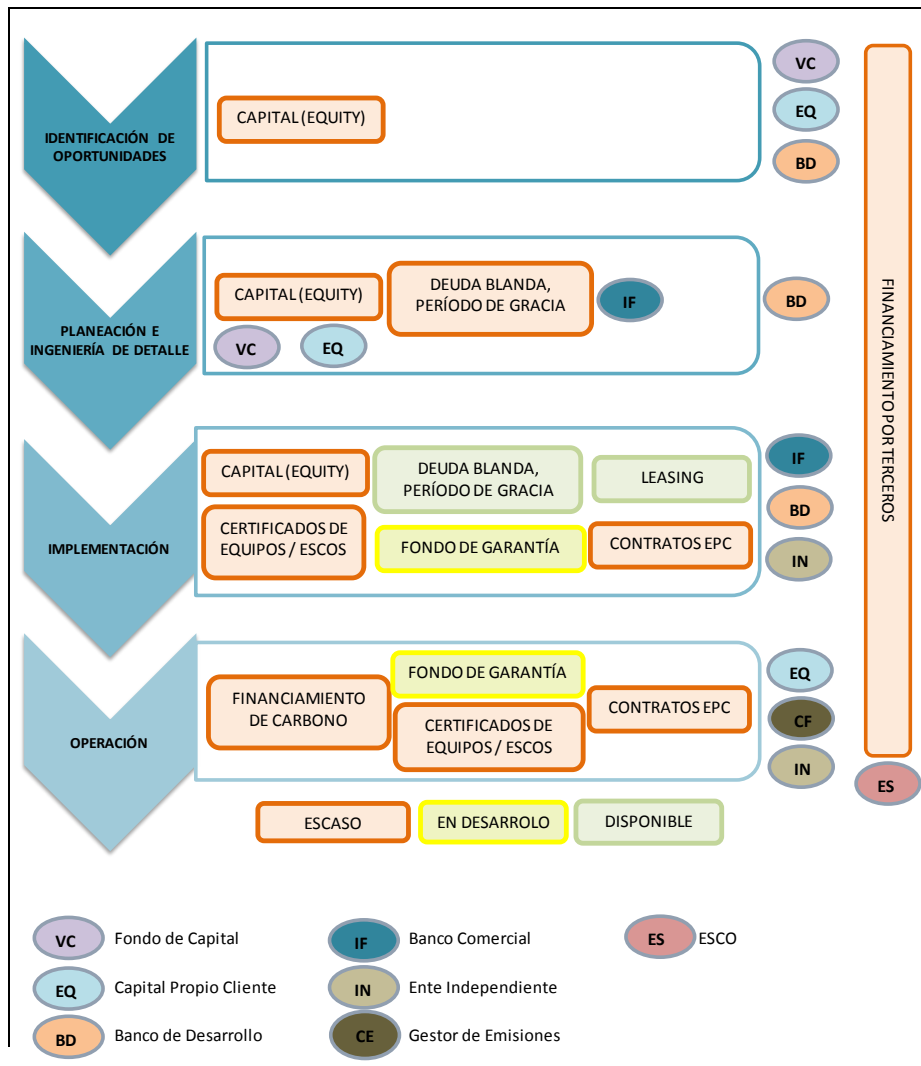 VC
CAPITAL (EQUITY)
EQ
IDENTIFICACIÓN DE
OPORTUNIDADES
BD
CAPITAL (EQUITY)
DEUDA BLANDA,
PERÍODO DE GRACIA
IF
BD
PLANEACIÓN E
INGENIERÍA DE DETALLE
VC
EQ
FINANCIAMIENTO POR TERCEROS
CAPITAL (EQUITY)
DEUDA BLANDA,
PERÍODO DE GRACIA
LEASING
IF
BD
IMPLEMENTACIÓN
CERTIFICADOS DE
EQUIPOS / ESCOS
FONDO DE GARANTÍA
CONTRATOS EPC
IN
FONDO DE GARANTÍA
EQ
FINANCIAMIENTO
DE CARBONO
CONTRATOS EPC
CF
OPERACIÓN
CERTIFICADOS DE
EQUIPOS / ESCOS
IN
ES
ESCASO
EN DESARROLO
DISPONIBLE
VC Fondo de Capital
IF Banco Comercial
ES ESCO
EQ Capital Propio Cliente
IN Ente Independiente
BD Banco de Desarrollo
CE Gestor de Emisiones